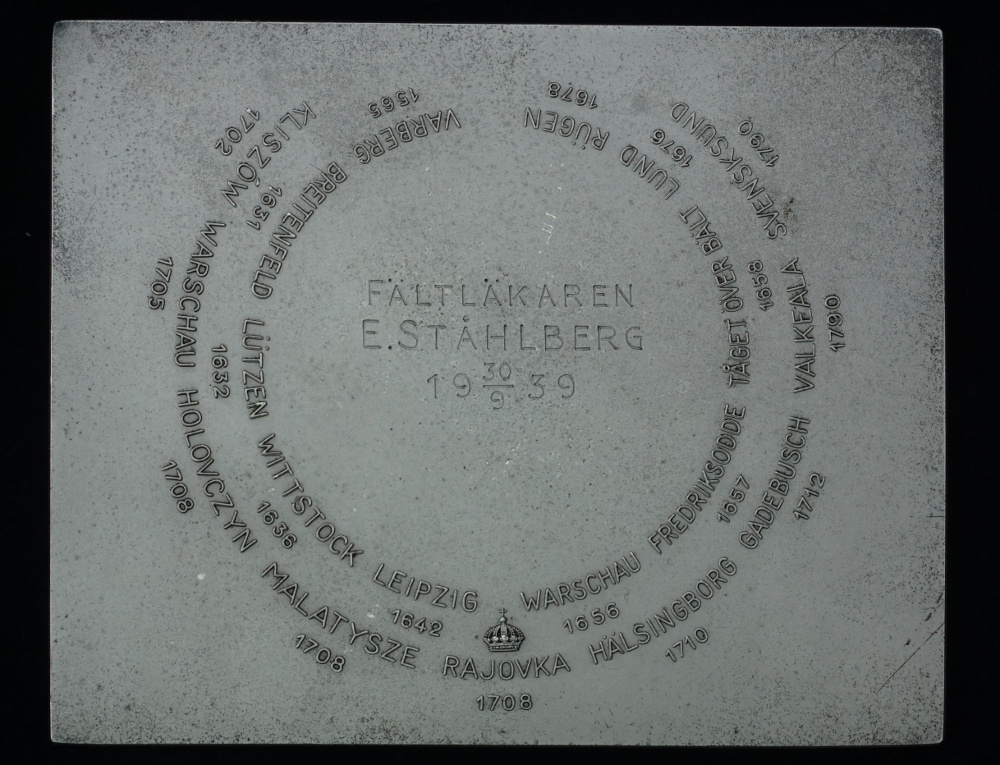 FÄLTLÄKAREN
E. STÅHLBERG
19 30/9 39
VARBERG
1565
BREITENFELD
1631
LÜTZEN
1632
WITTSTOCK
1636
LEIPZIG
1642
WARSCHAU
1656
FREDRIKSODDE
1657
TÅGET ÖVER BÄLT
1658
LUND
1676
RÜGEN
1678
KLISZÓW
1702
WARSCHAU
1705
HOLOVCZYN
1708
MALATYSZE
1708
RAJOVKA
1708
HÄLSINGBORG
1710
GADEBUSCH
1712
VALKEALA
1790
SVENSKSUND
1790